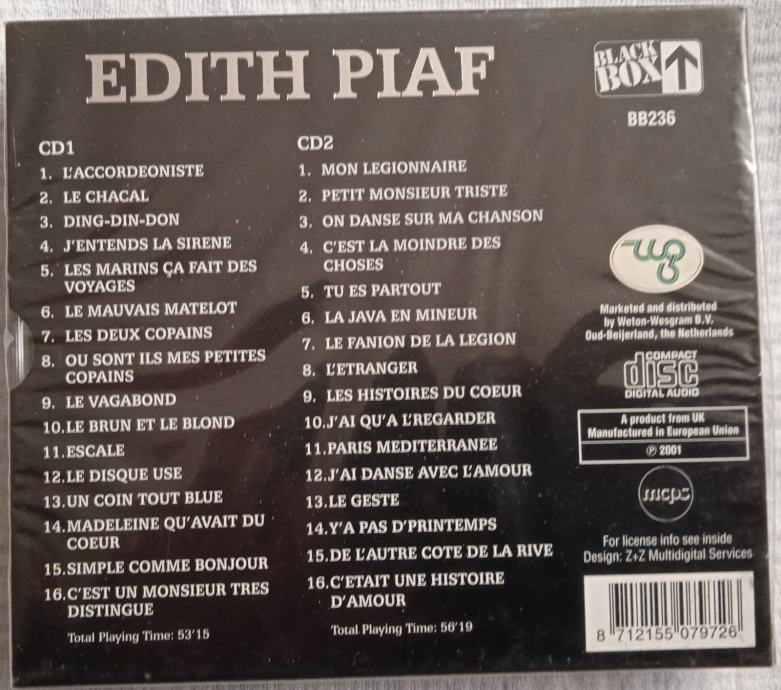 EDITH PIAF
BLACK
BOX
BB236
CD1
1. L'ACCORDEONISTE
2. LE CHACAL
3. DING-DIN-DON
4. J'ENTENDS LA SIRENE
5. LES MARINS ÇA FAIT DES
VOYAGES
6. LE MAUVAIS MATELOT
7. LES DEUX COPAINS
8. OU SONT ILS MES PETITES
COPAINS
9. LE VAGABOND
10. LE BRUN ET LE BLOND
11. ESCALE
12. LE DISQUE USE
13. UN COIN TOUT BLUE
14. MADELEINE QU'AVAIT DU
COEUR
15. SIMPLE COMME BONJOUR
16. C'EST UN MONSIEUR TRES
DISTINGUE
Total Playing Time: 53'15
CD2
1. MON LEGIONNAIRE
2. PETIT MONSIEUR TRISTE
3. ON DANSE SUR MA CHANSON
4. C'EST LA MOINDRE DES
CHOSES
5. TU ES PARTOUT
6. LA JAVA EN MINEUR
7. LE FANION DE LA LEGION
8. L'ETRANGER
9. LES HISTOIRES DU COEUR
10. J'AI QU'A L'REGARDER
11. PARIS MEDITERRANEE
12. J'AI DANSE AVEC L'AMOUR
13. LE GESTE
14. Y'A PAS D'PRINTEMPS
15. DE L'AUTRE COTE DE LA RIVE
16. C'ETAIT UNE HISTOIRE
D'AMOUR
Total Playing Time: 56'19
Marketed and distributed
by Weton-Wesgram B.V.
Oud-Beijerland, the Netherlands
COMPACT
disc
DIGITAL AUDIO
A product from UK
Manufactured in European Union
℗ 2001
mcps
For license info see inside
Design: Z+Z Multidigital Services
8 712155 079726